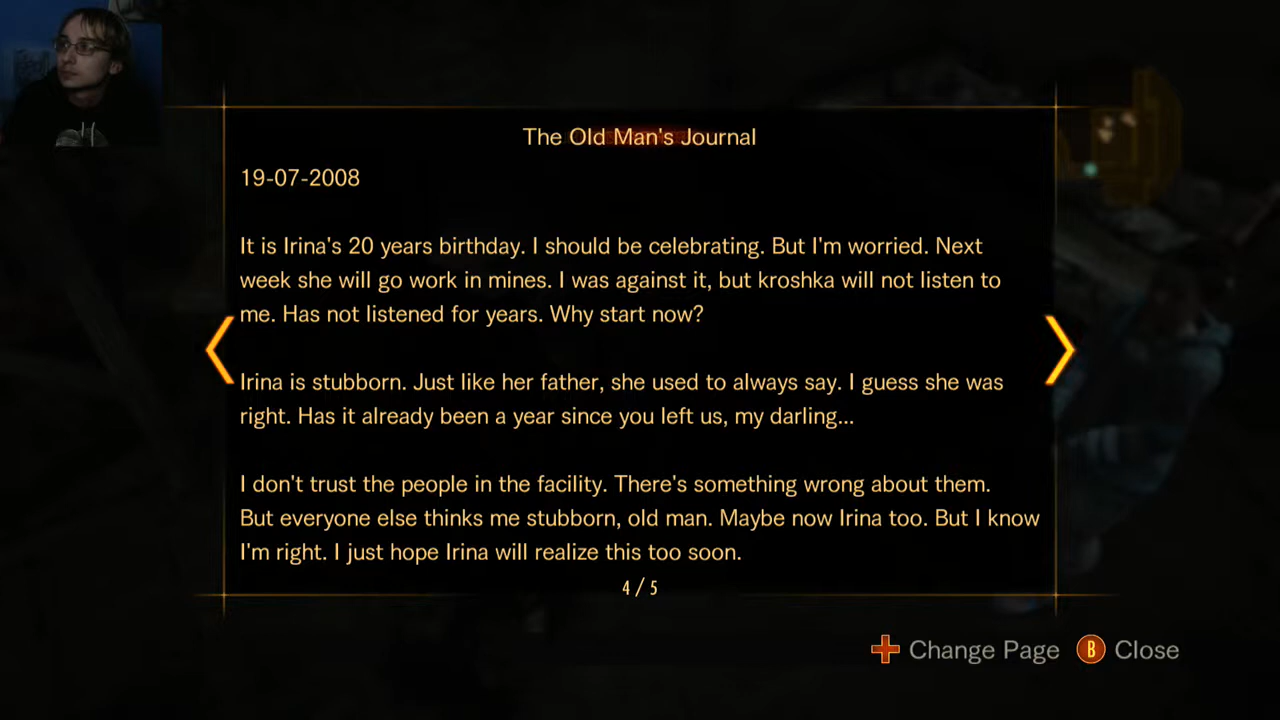 The Old Man's Journal
19-07-2008
It is Irina's 20 years birthday. I should be celebrating. But I'm worried. Next
week she will go work in mines. I was against it, but kroshka will not listen to
me. Has not listened for years. Why start now?
Irina is stubborn. Just like her father, she used to always say. I guess she was
right. Has it already been a year since you left us, my darling...
I don't trust the people in the facility. There's something wrong about them.
But everyone else thinks me stubborn, old man. Maybe now Irina too. But I know
I'm right. I just hope Irina will realize this too soon.
4 / 5
Change Page B Close